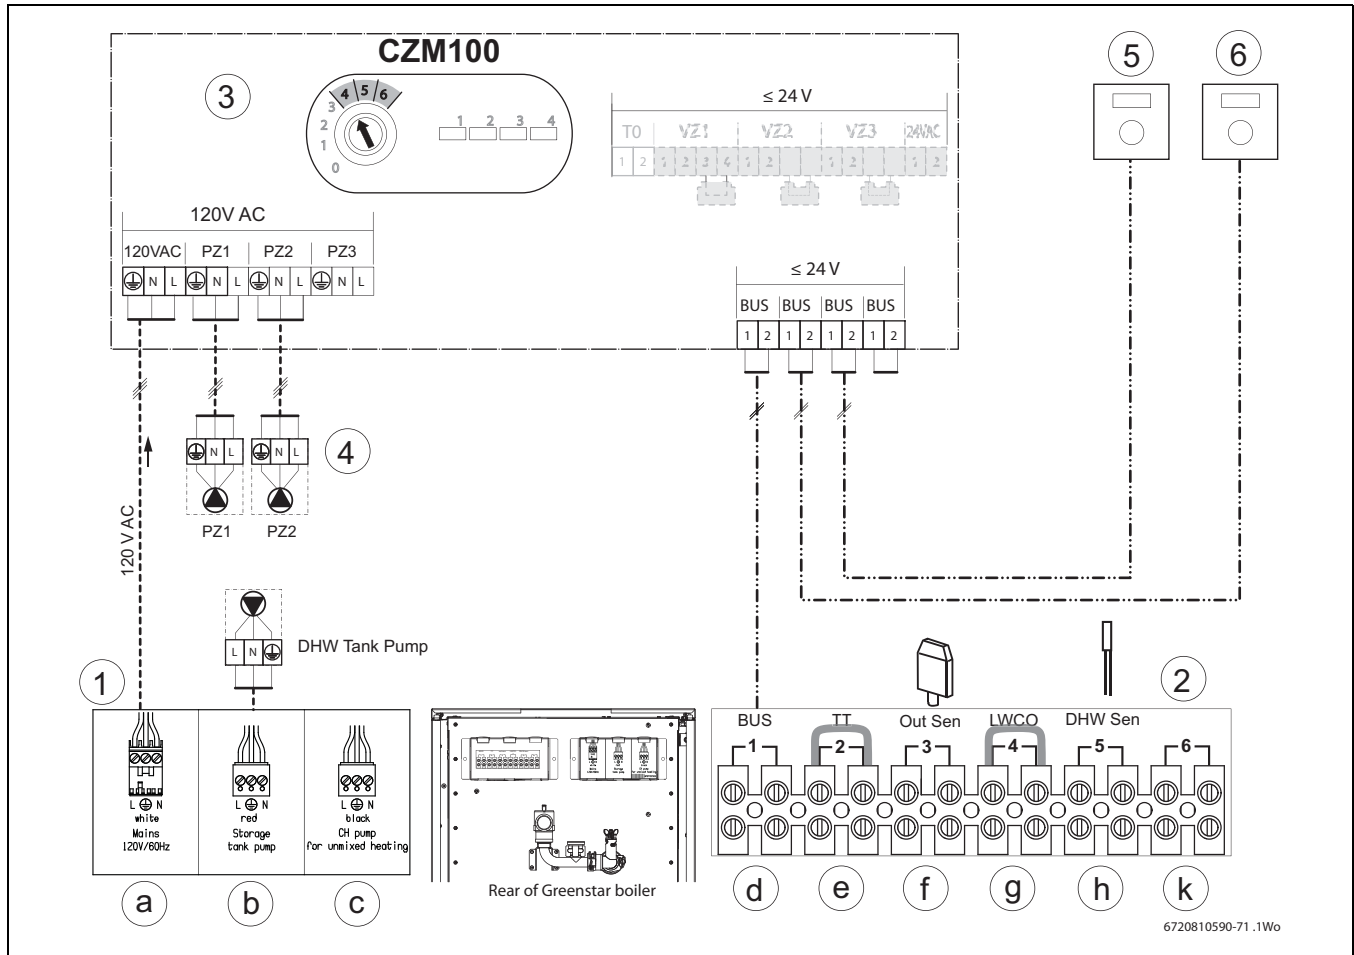 CZM100
5
6
3
4 5 6
3
2
1
0
1 2 3 4
≤ 24 V
TO VZ1 VZ2 VZ3 24VAC
1 2 1 2 3 4 1 2 1 2 1 2
120V AC
120VAC PZ1 PZ2 PZ3
N L N L N L N L
≤ 24 V
BUS BUS BUS BUS
1 2 1 2 1 2 1 2
4
N L N L
PZ1 PZ2
120 V AC
DHW Tank Pump
L N
1
2
BUS TT Out Sen LWCO DHW Sen
1 2 3 4 5 6
L N
white
Mains
120V/60Hz
L N
red
Storage
tank pump
L N
black
CH pump
for unmixed heating
Rear of Greenstar boiler
a b c
d e f g h k
6720810590-71 .1Wo